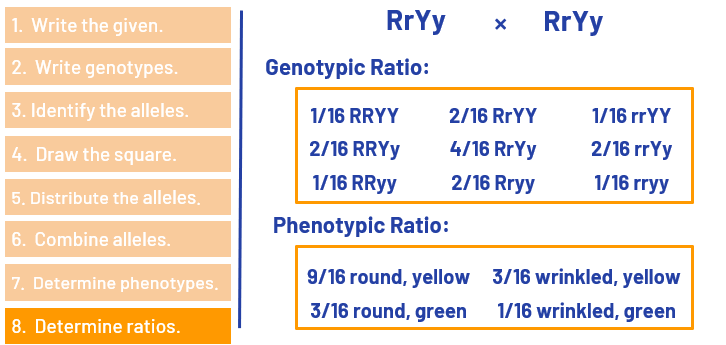 1. Write the given.
2. Write genotypes.
3. Identify the alleles.
4. Draw the square.
5. Distribute the alleles.
6. Combine alleles.
7. Determine phenotypes.
8. Determine ratios.
RrYy × RrYy
Genotypic Ratio:
1/16 RRYY 2/16 RrYY 1/16 rrYY
2/16 RRYy 4/16 RrYy 2/16 rrYy
1/16 RRyy 2/16 Rryy 1/16 rryy
Phenotypic Ratio:
9/16 round, yellow 3/16 wrinkled, yellow
3/16 round, green 1/16 wrinkled, green